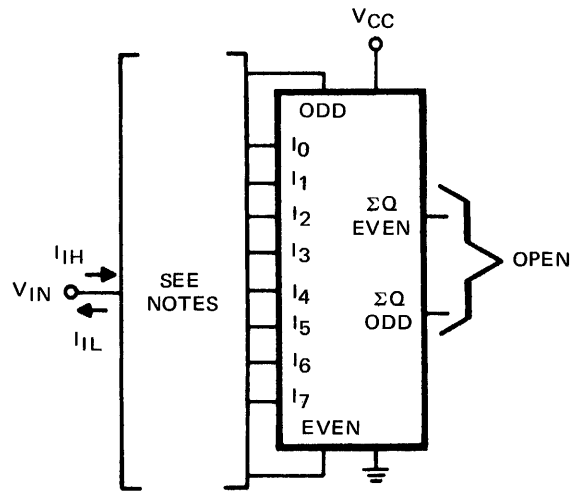 VCC
ODD
I0
I1
I2
I3
I4
I5
I6
I7
EVEN
ΣQ
EVEN
ΣQ
ODD
OPEN
IIH
VIN
IIL
SEE
NOTES